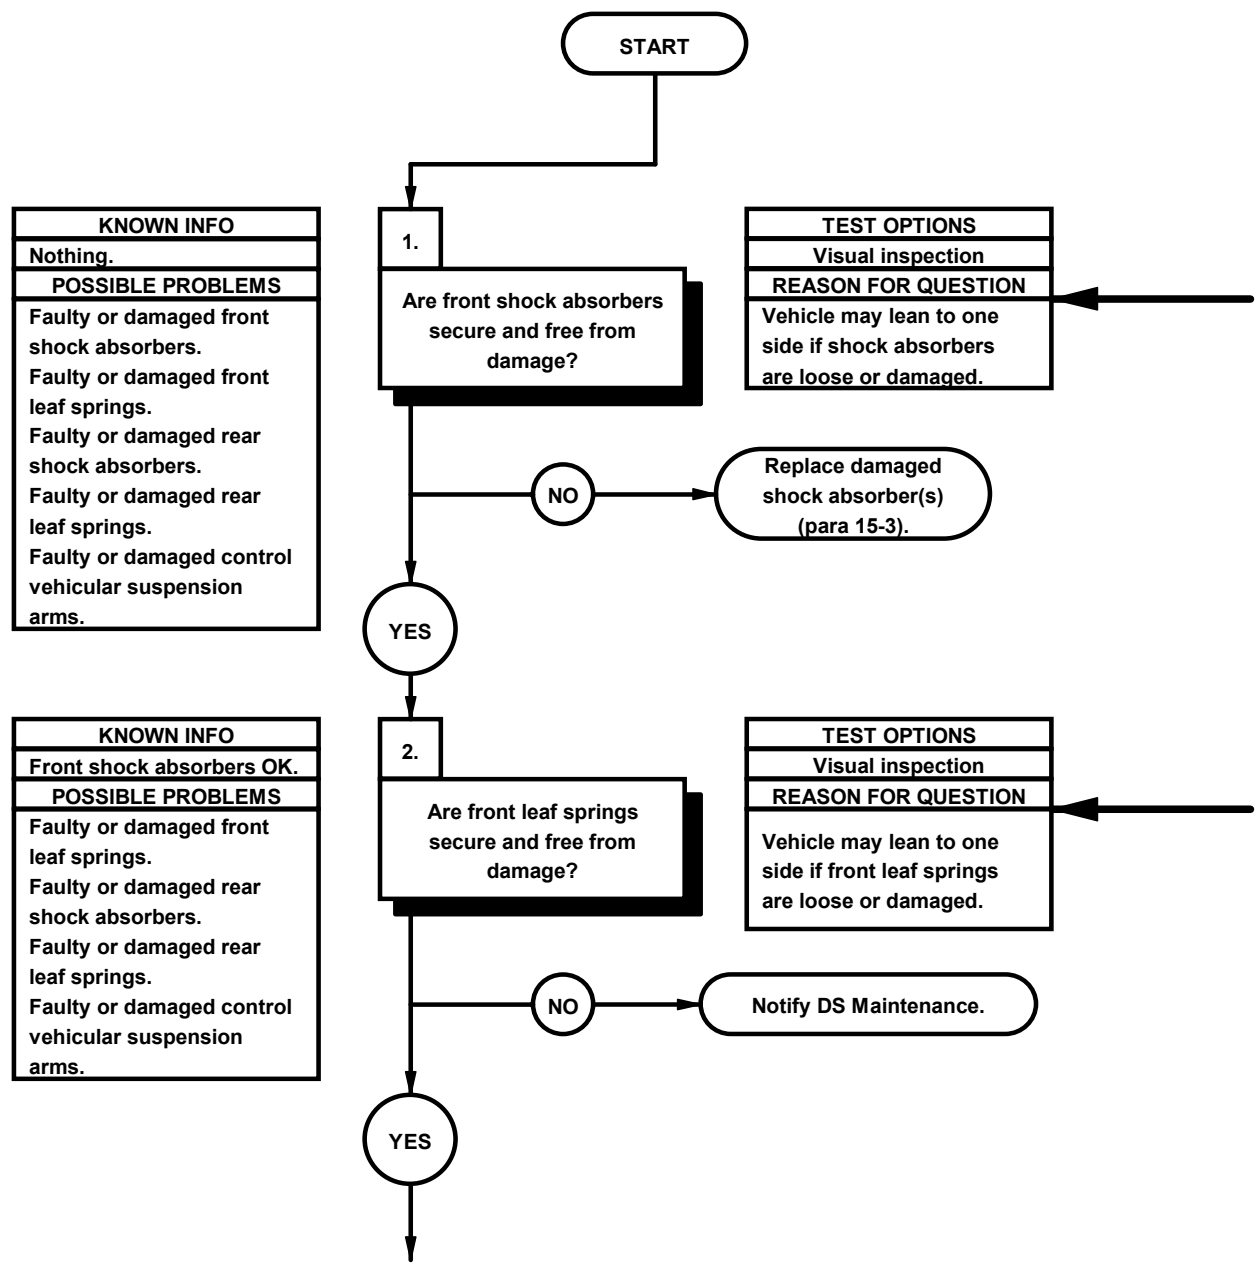 START
KNOWN INFO
Nothing.
POSSIBLE PROBLEMS
Faulty or damaged front
shock absorbers.
Faulty or damaged front
leaf springs.
Faulty or damaged rear
shock absorbers.
Faulty or damaged rear
leaf springs.
Faulty or damaged control
vehicular suspension
arms.
1.
Are front shock absorbers
secure and free from
damage?
TEST OPTIONS
Visual inspection
REASON FOR QUESTION
Vehicle may lean to one
side if shock absorbers
are loose or damaged.
NO
Replace damaged
shock absorber(s)
(para 15-3).
YES
KNOWN INFO
Front shock absorbers OK.
POSSIBLE PROBLEMS
Faulty or damaged front
leaf springs.
Faulty or damaged rear
shock absorbers.
Faulty or damaged rear
leaf springs.
Faulty or damaged control
vehicular suspension
arms.
2.
Are front leaf springs
secure and free from
damage?
TEST OPTIONS
Visual inspection
REASON FOR QUESTION
Vehicle may lean to one
side if front leaf springs
are loose or damaged.
NO
Notify DS Maintenance.
YES